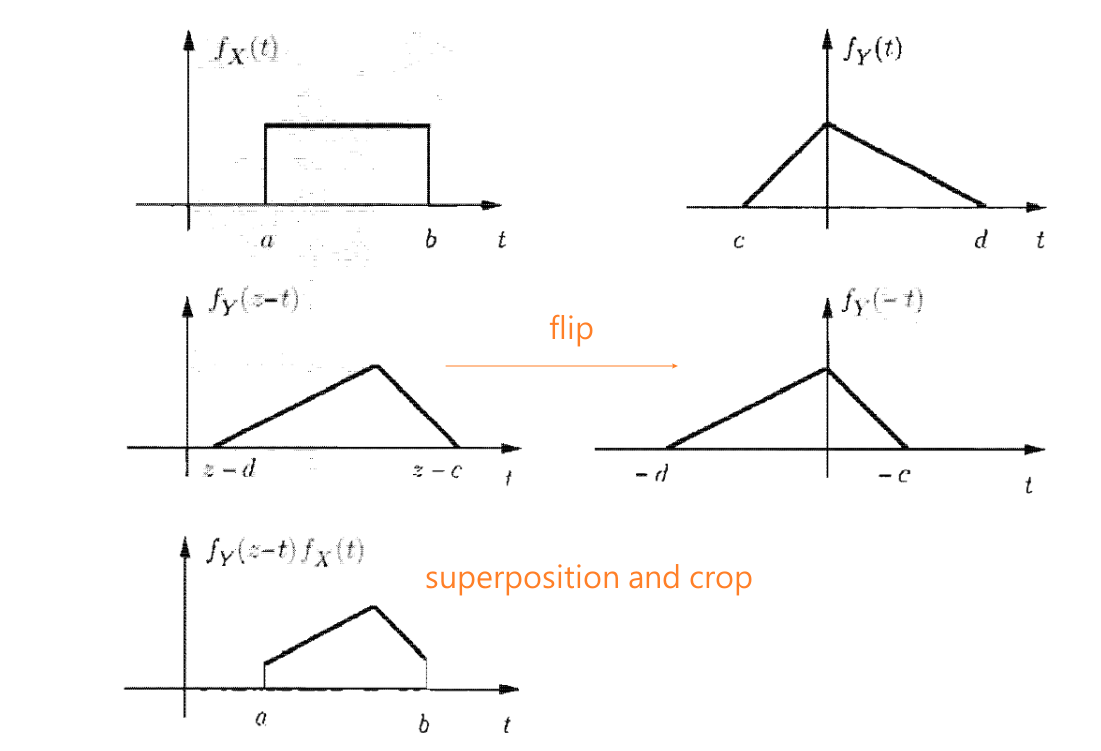 f_X(t)
a b t
f_Y(t)
c d t
f_Y(z-t)
z-d z-c t
flip
f_Y(-t)
-d -c t
f_Y(z-t) f_X(t)
superposition and crop
a b t